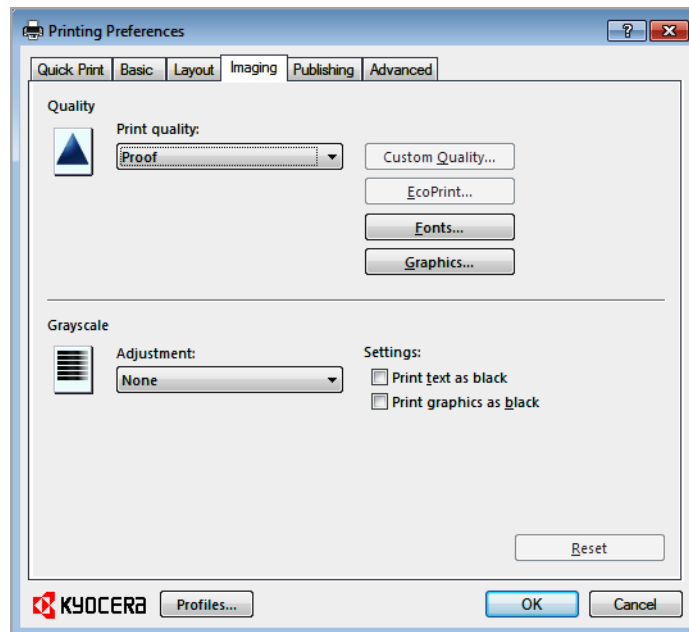 Printing Preferences
?
Quick Print Basic Layout Imaging Publishing Advanced
Quality
Print quality:
Proof
Custom Quality...
EcoPrint...
Fonts...
Graphics...
Grayscale
Adjustment:
None
Settings:
Print text as black
Print graphics as black
Reset
KYOCERA Profiles... OK Cancel